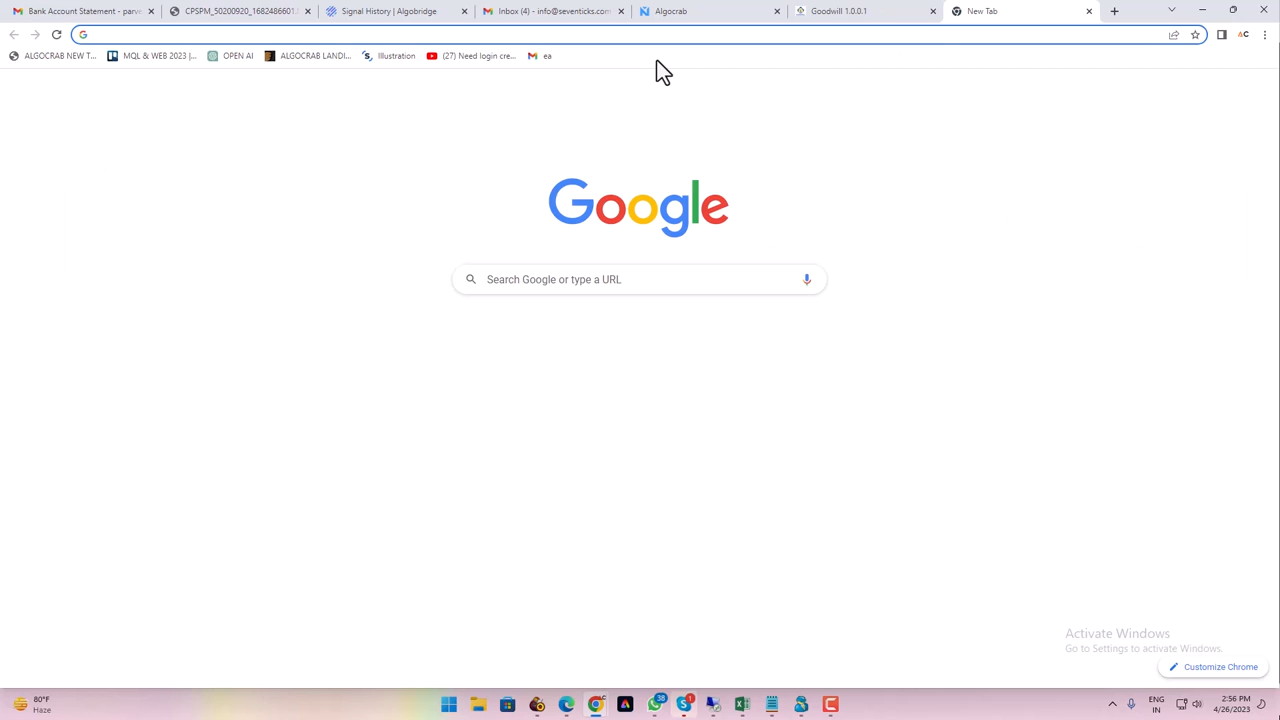 Bank Account Statement - parv
CPSPM_50200920_1682486601.
Signal History | Algobridge
Inbox (4) - info@seventicks.com
Algocrab
Goodwill 1.0.0.1
New Tab
ALGOCRAB NEW T...
MQL & WEB 2023 |...
OPEN AI
ALGOCRAB LANDI...
Illustration
(27) Need login cre...
ea
Google
Search Google or type a URL
Activate Windows
Go to Settings to activate Windows.
Customize Chrome
80°F
Haze
38
1
ENG
IN
2:56 PM
4/26/2023